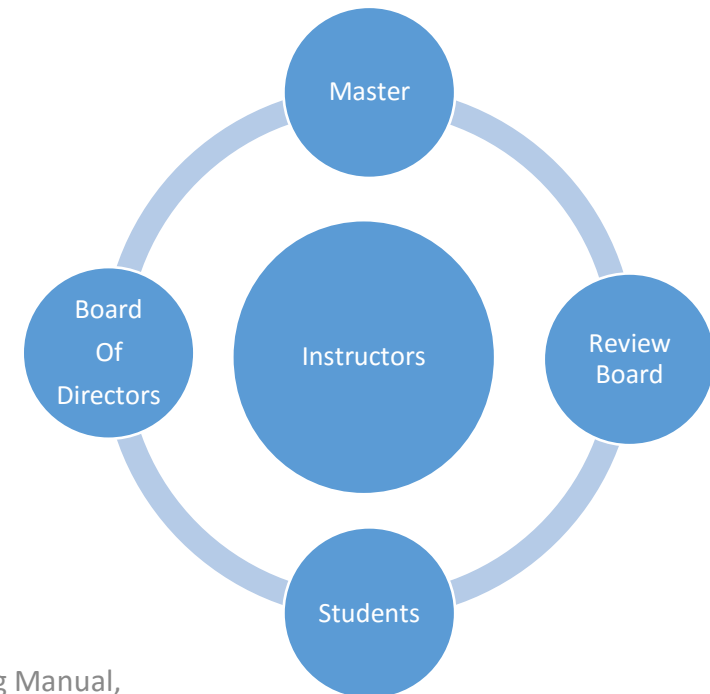 Master
Board
Of
Directors
Instructors
Review
Board
Students
g Manual,